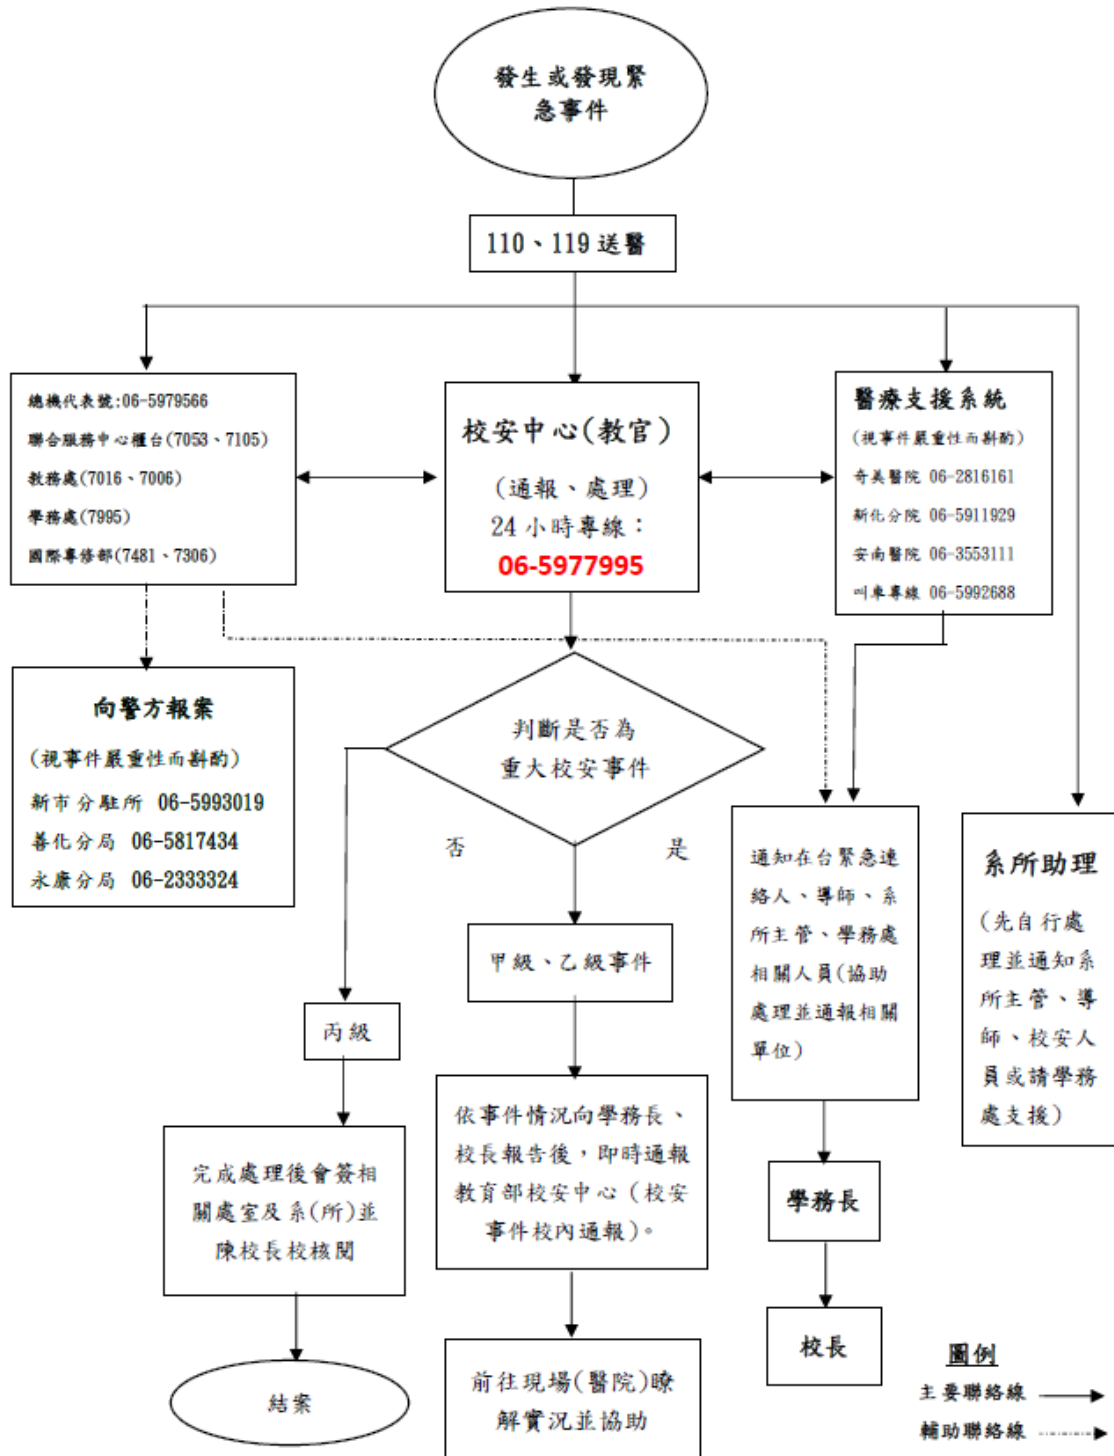 發生或發現緊
急事件
110、119 送醫
總機代表號:06-5979566
聯合服務中心櫃台(7053、7105)
教務處(7016、7006)
學務處(7995)
國際專修部(7481、7306)
校安中心(教官)
(通報、處理)
24 小時專線：
06-5977995
醫療支援系統
(視事件嚴重性而斟酌)
奇美醫院 06-2816161
新化分院 06-5911929
安南醫院 06-3553111
叫車專線 06-5992688
向警方報案
(視事件嚴重性而斟酌)
新市分駐所 06-5993019
善化分局 06-5817434
永康分局 06-2333324
判斷是否為
重大校安事件
否
是
甲級、乙級事件
丙級
通知在台緊急連
絡人、導師、系
所主管、學務處
相關人員(協助
處理並通報相關
單位)
系所助理
(先自行處
理並通知系
所主管、導
師、校安人
員或請學務
處支援)
完成處理後會簽相
關處室及系(所)並
陳校長校核閱
依事件情況向學務長、
校長報告後，即時通報
教育部校安中心（校安
事件校內通報)。
學務長
校長
結案
前往現場(醫院)瞭
解實況並協助
圖例
主要聯絡線
輔助聯絡線